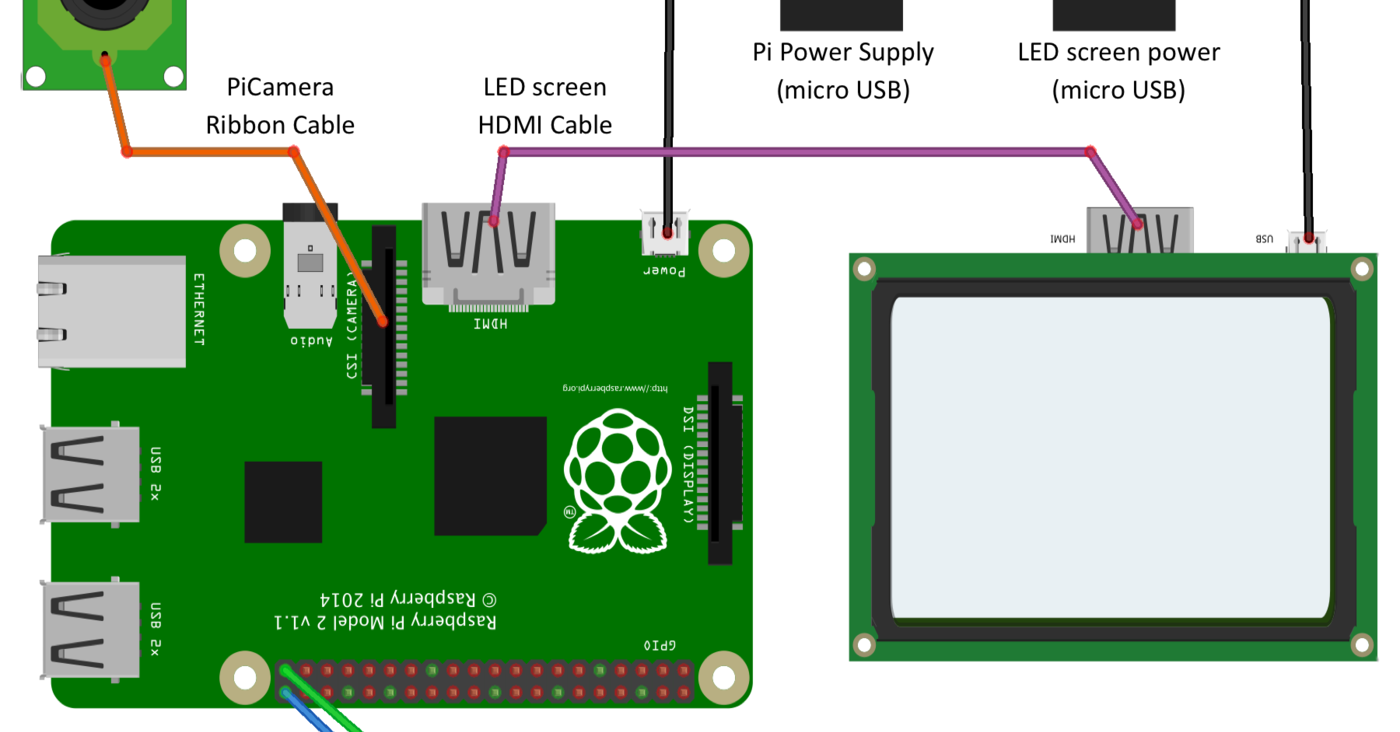 Pi Power Supply
(micro USB)
LED screen power
(micro USB)
PiCamera
Ribbon Cable
LED screen
HDMI Cable
HDMI
USB
Power
ETHERNET
Audio
CSI (CAMERA)
HDMI
http://www.raspberrypi.org
DSI (DISPLAY)
USB 2x
TM
USB 2x
© Raspberry Pi 2014
Raspberry Pi Model 2 v1.1
GPIO